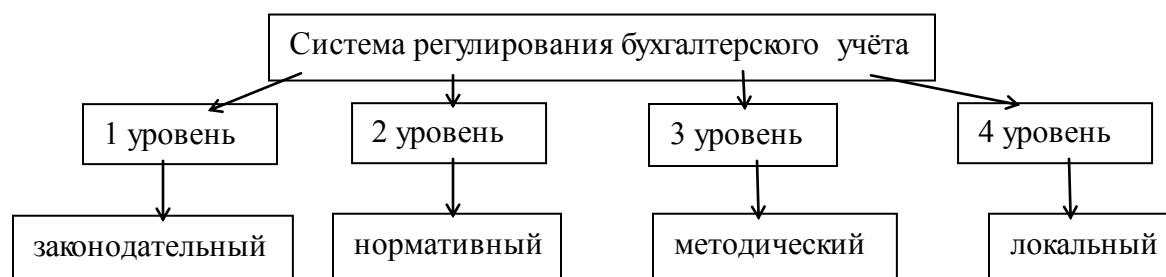 Система регулирования бухгалтерского учёта
1 уровень
2 уровень
3 уровень
4 уровень
законодательный
нормативный
методический
локальный